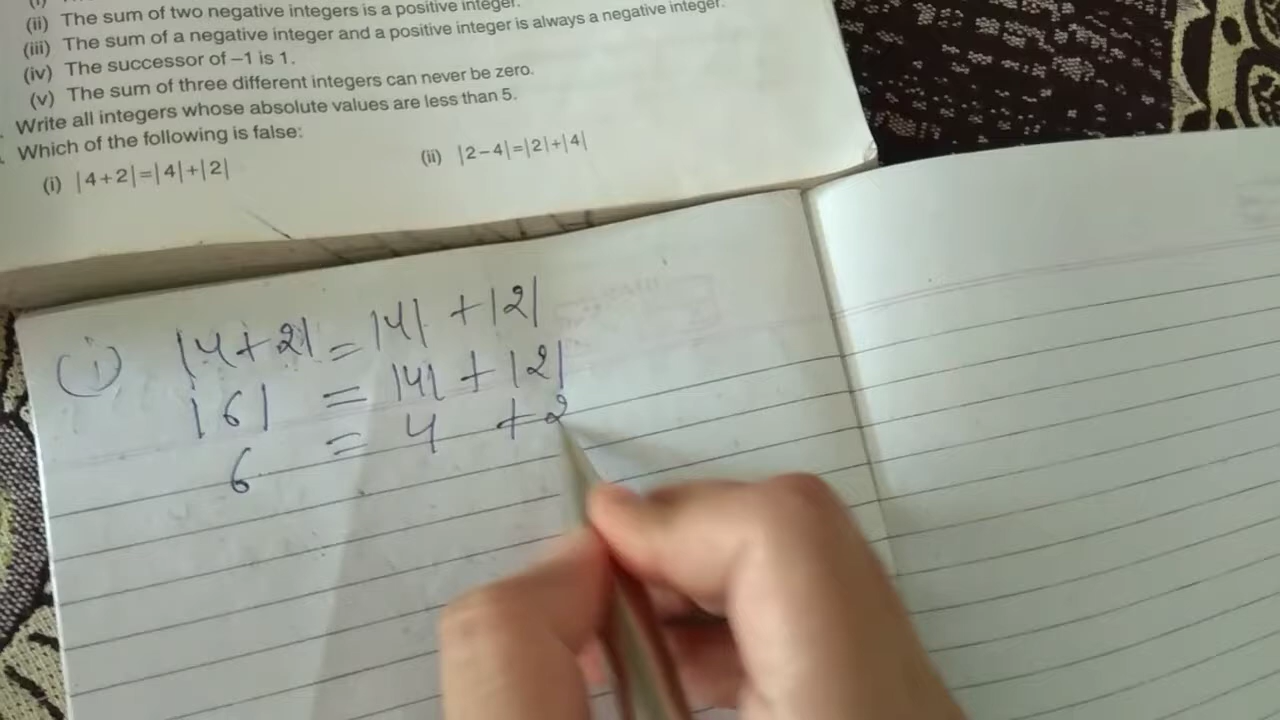 (ii) The sum of two negative integers is a positive integer.
(iii) The sum of a negative integer and a positive integer is always a negative integer.
(iv) The successor of −1 is 1.
(v) The sum of three different integers can never be zero.
Write all integers whose absolute values are less than 5.
Which of the following is false:
(i) |4+2|=|4|+|2| (ii) |2−4|=|2|+|4|
(i) |4+2| = |4| + |2|
|6| = |4| + |2|
6 = 4 + 2